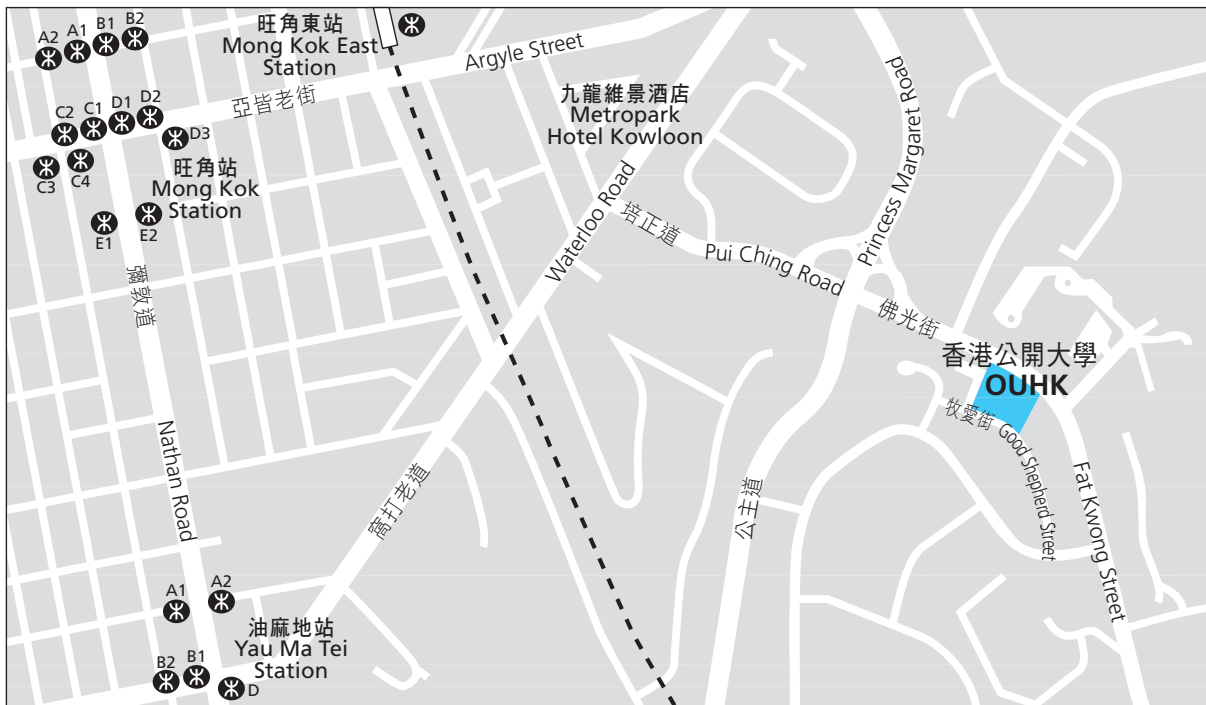 A2
A1
B1
B2
旺角東站
Mong Kok East
Station
Argyle Street
亞皆老街
C2
C1
D1
D2
D3
C3
C4
旺角站
Mong Kok
Station
E1
E2
九龍維景酒店
Metropark
Hotel Kowloon
Princess Margaret Road
Waterloo Road
培正道
Pui Ching Road
彌敦道
佛光街
香港公開大學
OUHK
牧愛街 Good Shepherd Street
Nathan Road
窩打老道
公主道
Fat Kwong Street
A1
A2
油麻地站
Yau Ma Tei
Station
B2
B1
D